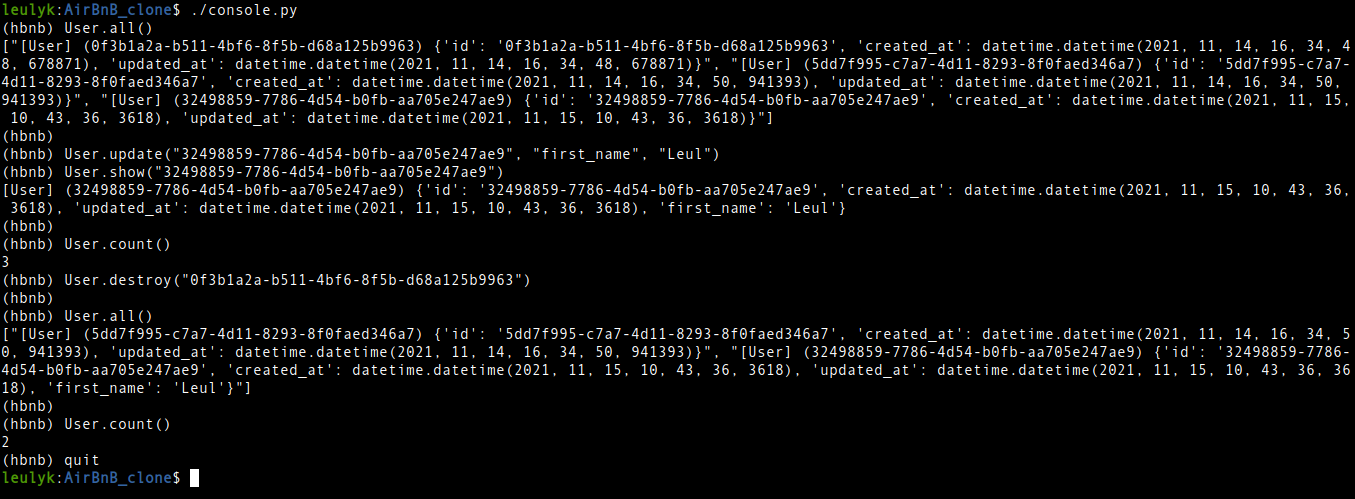 leulyk:AirBnB_clone$ ./console.py
(hbnb) User.all()
["[User] (0f3b1a2a-b511-4bf6-8f5b-d68a125b9963) {'id': '0f3b1a2a-b511-4bf6-8f5b-d68a125b9963', 'created_at': datetime.datetime(2021, 11, 14, 16, 34, 4
8, 678871), 'updated_at': datetime.datetime(2021, 11, 14, 16, 34, 48, 678871)}", "[User] (5dd7f995-c7a7-4d11-8293-8f0faed346a7) {'id': '5dd7f995-c7a7-
4d11-8293-8f0faed346a7', 'created_at': datetime.datetime(2021, 11, 14, 16, 34, 50, 941393), 'updated_at': datetime.datetime(2021, 11, 14, 16, 34, 50,
941393)}", "[User] (32498859-7786-4d54-b0fb-aa705e247ae9) {'id': '32498859-7786-4d54-b0fb-aa705e247ae9', 'created_at': datetime.datetime(2021, 11, 15,
 10, 43, 36, 3618), 'updated_at': datetime.datetime(2021, 11, 15, 10, 43, 36, 3618)}"]
(hbnb)
(hbnb) User.update("32498859-7786-4d54-b0fb-aa705e247ae9", "first_name", "Leul")
(hbnb) User.show("32498859-7786-4d54-b0fb-aa705e247ae9")
[User] (32498859-7786-4d54-b0fb-aa705e247ae9) {'id': '32498859-7786-4d54-b0fb-aa705e247ae9', 'created_at': datetime.datetime(2021, 11, 15, 10, 43, 36,
 3618), 'updated_at': datetime.datetime(2021, 11, 15, 10, 43, 36, 3618), 'first_name': 'Leul'}
(hbnb)
(hbnb) User.count()
3
(hbnb) User.destroy("0f3b1a2a-b511-4bf6-8f5b-d68a125b9963")
(hbnb)
(hbnb) User.all()
["[User] (5dd7f995-c7a7-4d11-8293-8f0faed346a7) {'id': '5dd7f995-c7a7-4d11-8293-8f0faed346a7', 'created_at': datetime.datetime(2021, 11, 14, 16, 34, 5
0, 941393), 'updated_at': datetime.datetime(2021, 11, 14, 16, 34, 50, 941393)}", "[User] (32498859-7786-4d54-b0fb-aa705e247ae9) {'id': '32498859-7786-
4d54-b0fb-aa705e247ae9', 'created_at': datetime.datetime(2021, 11, 15, 10, 43, 36, 3618), 'updated_at': datetime.datetime(2021, 11, 15, 10, 43, 36, 36
18), 'first_name': 'Leul'}"]
(hbnb)
(hbnb) User.count()
2
(hbnb) quit
leulyk:AirBnB_clone$